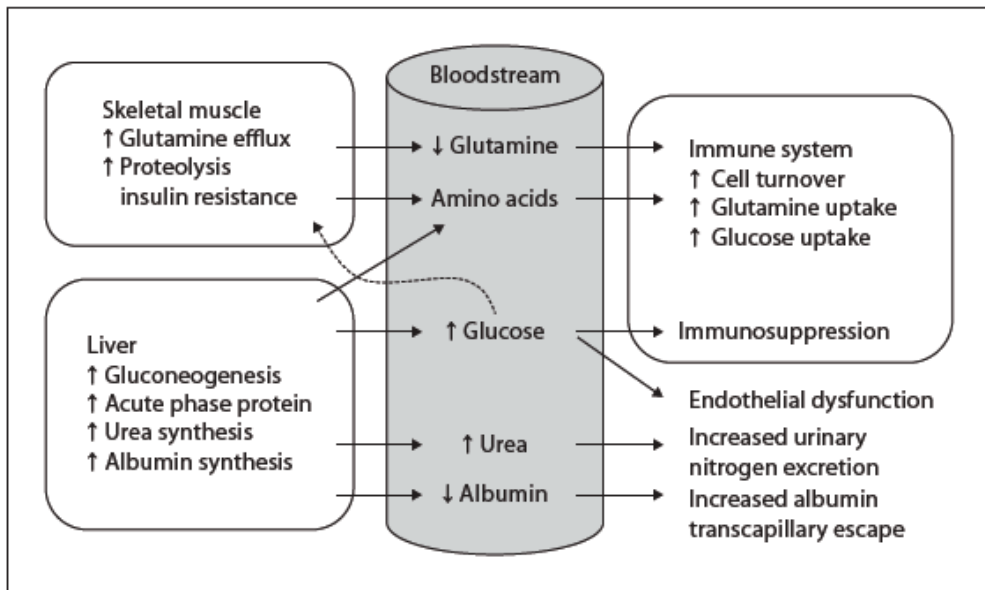 Bloodstream
Skeletal muscle
↑ Glutamine efflux
↑ Proteolysis
insulin resistance
↓ Glutamine
Amino acids
Immune system
↑ Cell turnover
↑ Glutamine uptake
↑ Glucose uptake
Liver
↑ Gluconeogenesis
↑ Acute phase protein
↑ Urea synthesis
↑ Albumin synthesis
↑ Glucose
Immunosuppression
Endothelial dysfunction
↑ Urea
Increased urinary
nitrogen excretion
↓ Albumin
Increased albumin
transcapillary escape